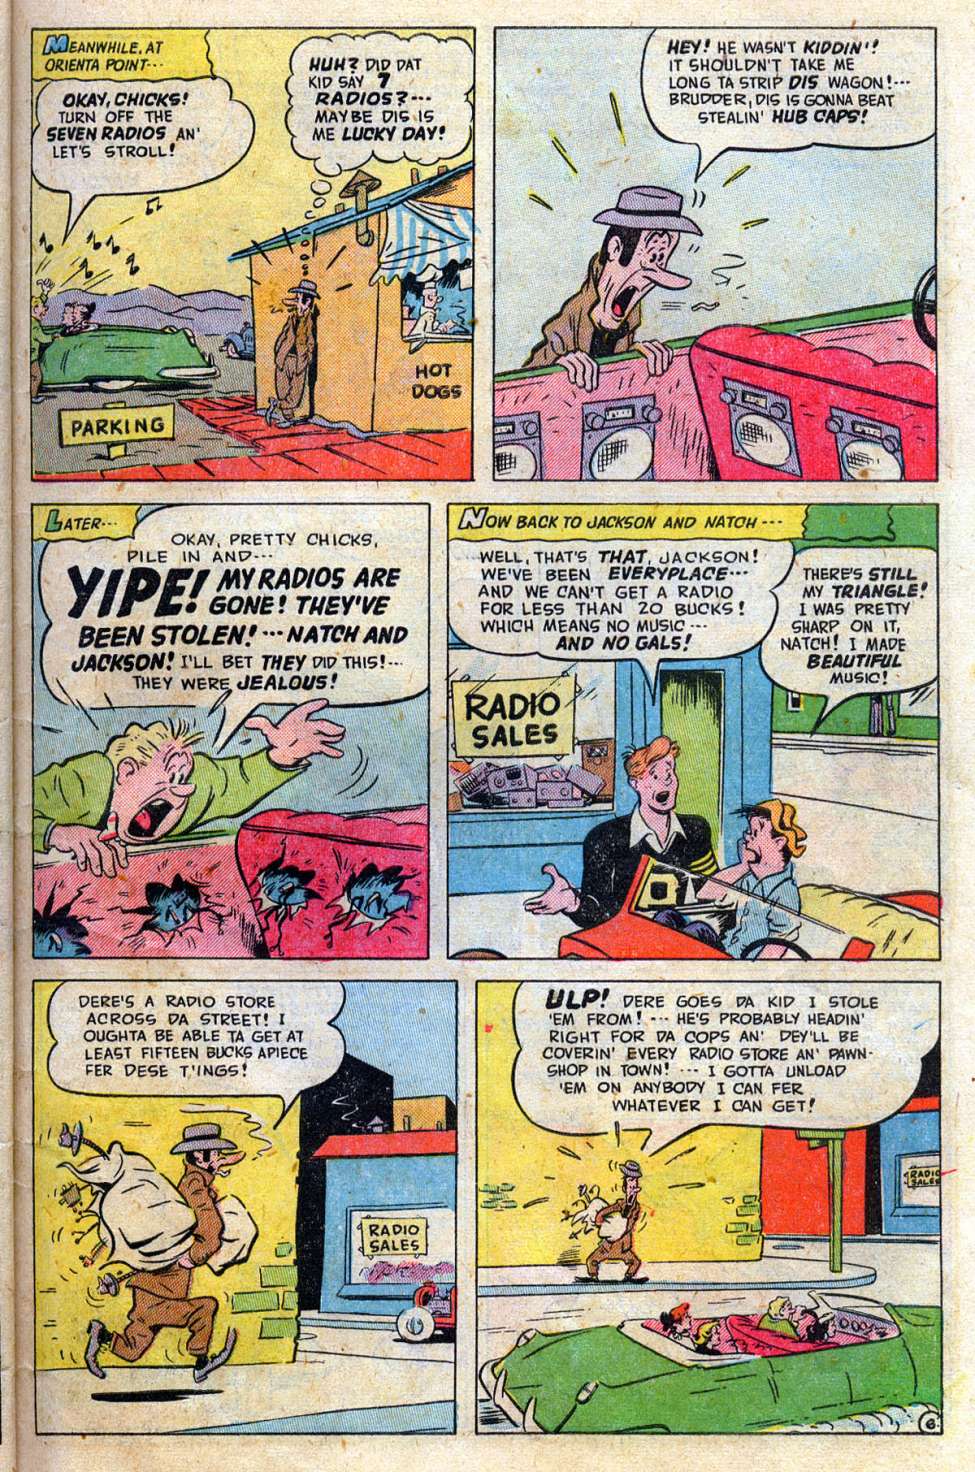 MEANWHILE, AT
ORIENTA POINT---
OKAY, CHICKS!
TURN OFF THE
SEVEN RADIOS AN'
LET'S STROLL!
HUH? DID DAT
KID SAY 7
RADIOS?---
MAYBE DIS IS
ME LUCKY DAY!
HOT
DOGS
PARKING
HEY! HE WASN'T KIDDIN'!
IT SHOULDN'T TAKE ME
LONG TA STRIP DIS WAGON!---
BRUDDER, DIS IS GONNA BEAT
STEALIN' HUB CAPS!
LATER---
OKAY, PRETTY CHICKS,
PILE IN AND---
YIPE! MY RADIOS ARE
GONE! THEY'VE
BEEN STOLEN! --- NATCH AND
JACKSON! I'LL BET THEY DID THIS!---
THEY WERE JEALOUS!
NOW BACK TO JACKSON AND NATCH ---
WELL, THAT'S THAT, JACKSON!
WE'VE BEEN EVERYPLACE---
AND WE CAN'T GET A RADIO
FOR LESS THAN 20 BUCKS!
WHICH MEANS NO MUSIC ---
AND NO GALS!
THERE'S STILL
MY TRIANGLE!
I WAS PRETTY
SHARP ON IT,
NATCH! I MADE
BEAUTIFUL
MUSIC!
RADIO
SALES
DERE'S A RADIO STORE
ACROSS DA STREET! I
OUGHTA BE ABLE TA GET AT
LEAST FIFTEEN BUCKS APIECE
FER DESE T'INGS!
RADIO
SALES
ULP! DERE GOES DA KID I STOLE
'EM FROM! --- HE'S PROBABLY HEADIN'
RIGHT FOR DA COPS AN' DEY'LL BE
COVERIN' EVERY RADIO STORE AN' PAWN-
SHOP IN TOWN! --- I GOTTA UNLOAD
'EM ON ANYBODY I CAN FER
WHATEVER I CAN GET!
RADIO
SALES
6